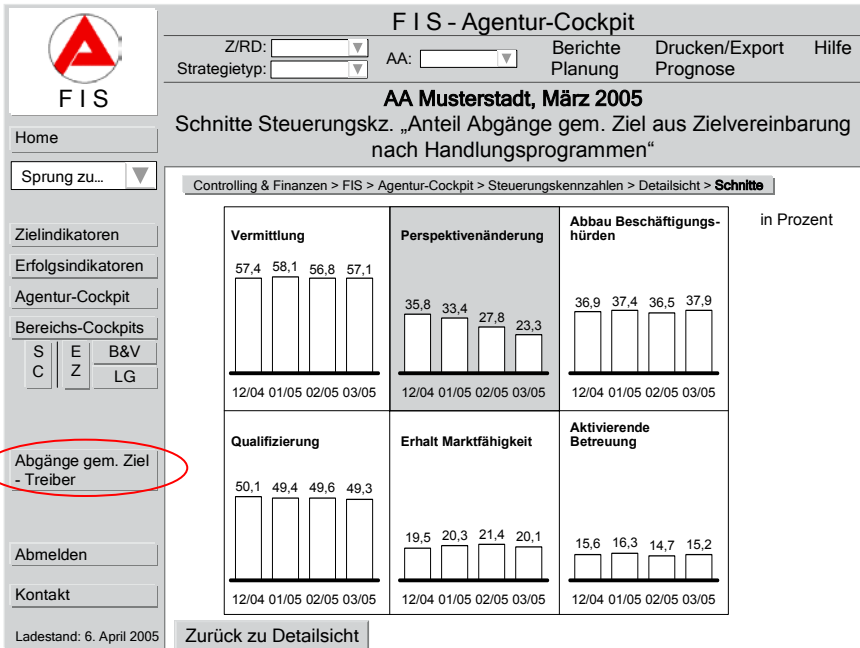 F I S - Agentur-Cockpit
Z/RD:
Strategietyp:
AA:
Berichte
Planung
Drucken/Export
Prognose
Hilfe
F I S
AA Musterstadt, März 2005
Schnitte Steuerungskz. „Anteil Abgänge gem. Ziel aus Zielvereinbarung
nach Handlungsprogrammen“
Home
Sprung zu...
Zielindikatoren
Erfolgsindikatoren
Agentur-Cockpit
Bereichs-Cockpits
S
C
E
Z
B&V
LG
Abgänge gem. Ziel
- Treiber
Abmelden
Kontakt
Ladestand: 6. April 2005
Controlling & Finanzen > FIS > Agentur-Cockpit > Steuerungskennzahlen > Detailsicht > Schnitte
in Prozent
Vermittlung
57,4 58,1 56,8 57,1
12/04 01/05 02/05 03/05
Perspektivenänderung
35,8 33,4 27,8 23,3
12/04 01/05 02/05 03/05
Abbau Beschäftigungs-
hürden
36,9 37,4 36,5 37,9
12/04 01/05 02/05 03/05
Qualifizierung
50,1 49,4 49,6 49,3
12/04 01/05 02/05 03/05
Erhalt Marktfähigkeit
19,5 20,3 21,4 20,1
12/04 01/05 02/05 03/05
Aktivierende
Betreuung
15,6 16,3 14,7 15,2
12/04 01/05 02/05 03/05
Zurück zu Detailsicht